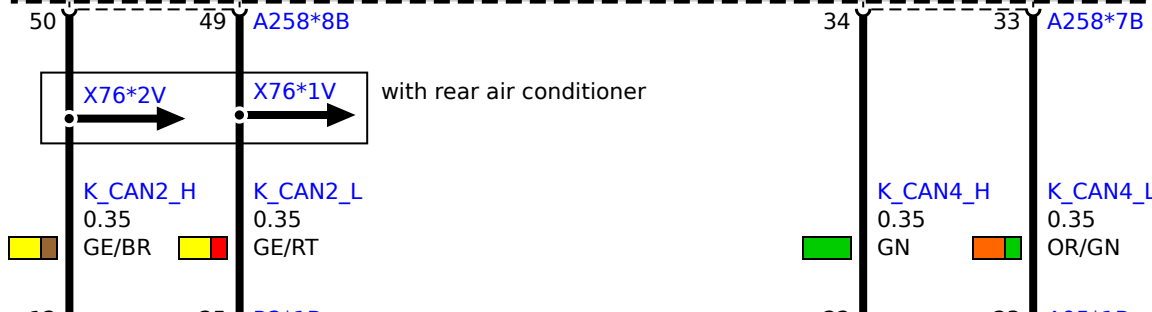 50 49 A258*8B 34 33 A258*7B
X76*2V X76*1V with rear air conditioner
K_CAN2_H K_CAN2_L K_CAN4_H K_CAN4_L
0.35 0.35 0.35 0.35
GE/BR GE/RT GN OR/GN